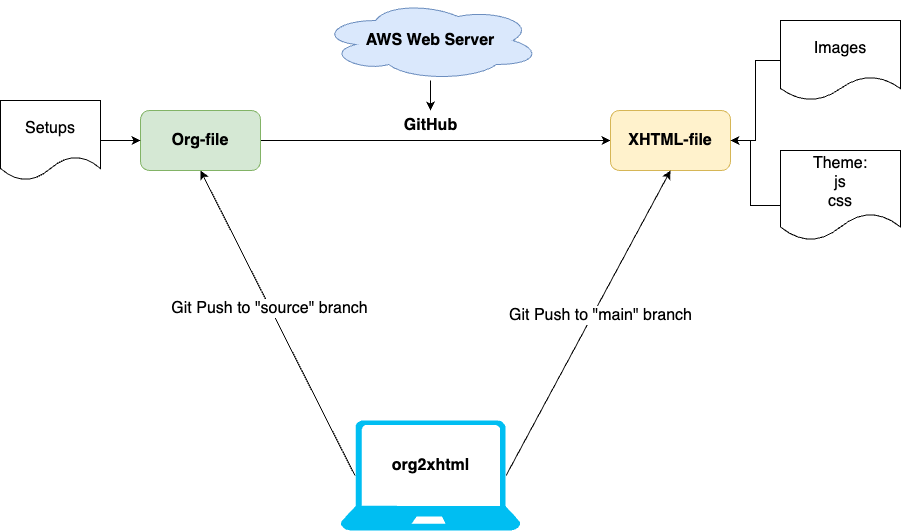 AWS Web Server
Images
GitHub
Setups
Org-file
XHTML-file
Theme:
js
css
Git Push to "source" branch
Git Push to "main" branch
org2xhtml